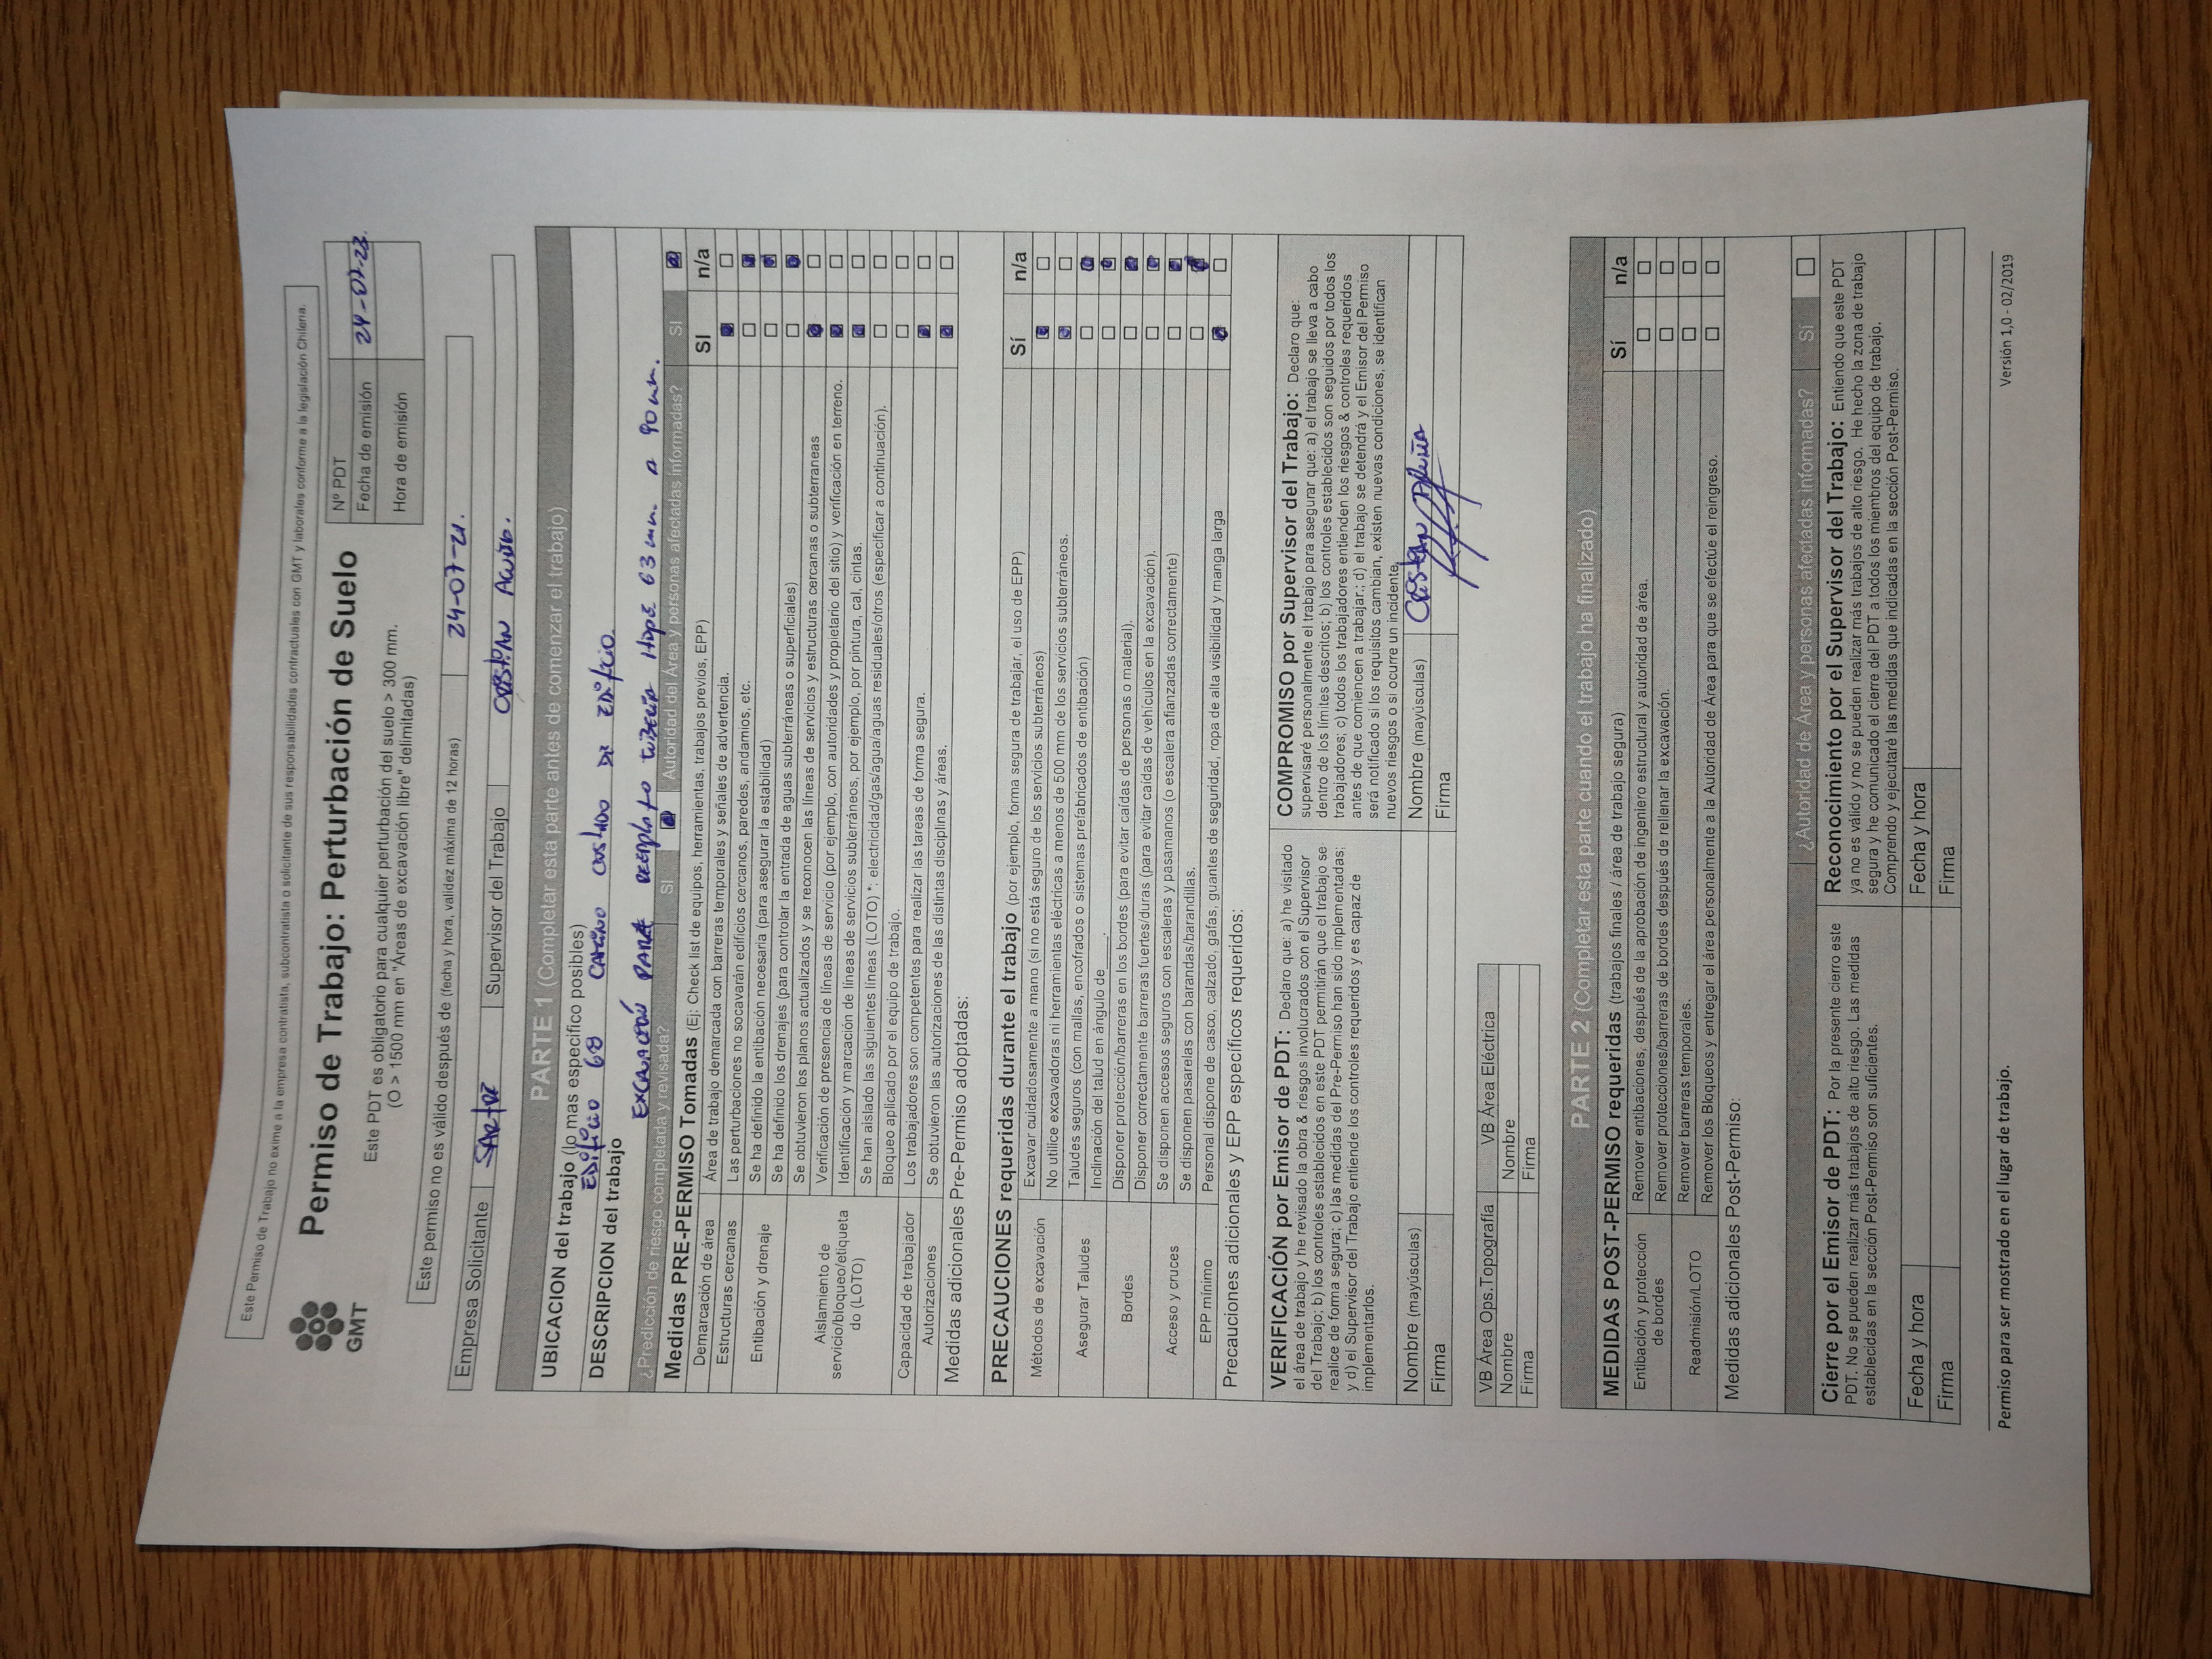 Este Permiso de Trabajo no exime a la empresa contratista, subcontratista o solicitante de sus responsabilidades contractuales con GMT y laborales conforme a la legislación Chilena.
GMT
Permiso de Trabajo: Perturbación de Suelo
Este PDT es obligatorio para cualquier perturbación del suelo > 300 mm.
(O > 1500 mm en "Áreas de excavación libre" delimitadas)
Nº PDT
Fecha de emisión 24-07-23.
Hora de emisión
Este permiso no es válido después de (fecha y hora, validez máxima de 12 horas) 24-07-21.
Empresa Solicitante Supervisor del Trabajo
PARTE 1 (Completar esta parte antes de comenzar el trabajo)
UBICACION del trabajo (lo mas específico posibles)
Edificio 68 Casino costado de Edificio.
DESCRIPCION del trabajo
Excavación para reemplazo tubería Hdpe 63 mm. a 90 mm.
¿Predicción de riesgo completada y revisada? SI Autoridad del Área y personas afectadas informadas? SI
Medidas PRE-PERMISO Tomadas (Ej: Check list de equipos, herramientas, trabajos previos, EPP) SI n/a
Demarcación de área Área de trabajo demarcada con barreras temporales y señales de advertencia.
Estructuras cercanas Las perturbaciones no socavarán edificios cercanos, paredes, andamios, etc.
Entibación y drenaje Se ha definido la entibación necesaria (para asegurar la estabilidad)
Se ha definido los drenajes (para controlar la entrada de aguas subterráneas o superficiales)
Aislamiento de servicio/bloqueo/etiqueta do (LOTO) Se obtuvieron los planos actualizados y se reconocen las líneas de servicios y estructuras cercanas o subterraneas
Verificación de presencia de líneas de servicio (por ejemplo, con autoridades y propietario del sitio) y verificación en terreno.
Identificación y marcación de líneas de servicio subterráneos, por ejemplo, por pintura, cal, cintas.
Se han aislado las siguientes líneas (LOTO) *: electricidad/gas/agua/aguas residuales/otros (especificar a continuación).
Bloqueo aplicado por el equipo de trabajo.
Capacidad de trabajador Los trabajadores son competentes para realizar las tareas de forma segura.
Autorizaciones Se obtuvieron las autorizaciones de las distintas disciplinas y áreas.
Medidas adicionales Pre-Permiso adoptadas:
PRECAUCIONES requeridas durante el trabajo (por ejemplo, forma segura de trabajar, el uso de EPP) Sí n/a
Métodos de excavación Excavar cuidadosamente a mano (si no está seguro de los servicios subterráneos)
No utilice excavadoras ni herramientas eléctricas a menos de 500 mm de los servicios subterráneos.
Asegurar Taludes Taludes seguros (con mallas, encofrados o sistemas prefabricados de entibación)
Inclinación del talud en ángulo de ______.
Bordes Disponer protección/barreras en los bordes (para evitar caídas de personas o material).
Disponer correctamente barreras fuertes/duras (para evitar caídas de vehículos en la excavación).
Acceso y cruces Se disponen accesos seguros con escaleras y pasamanos (o escalera afianzadas correctamente)
Se disponen pasarelas con barandas/barandillas.
EPP mínimo Personal dispone de casco, calzado, gafas, guantes de seguridad, ropa de alta visibilidad y manga larga
Precauciones adicionales y EPP específicos requeridos:
VERIFICACIÓN por Emisor de PDT: Declaro que: a) he visitado
el área de trabajo y he revisado la obra & riesgos involucrados con el Supervisor
del Trabajo; b) los controles establecidos en este PDT permitirán que el trabajo se
realice de forma segura; c) las medidas del Pre-Permiso han sido implementadas;
y d) el Supervisor del Trabajo entiende los controles requeridos y es capaz de
implementarlos.
Nombre (mayúsculas)
Firma
COMPROMISO por Supervisor del Trabajo: Declaro que:
supervisaré personalmente el trabajo para asegurar que: a) el trabajo se lleva a cabo
dentro de los límites descritos; b) los controles establecidos son seguidos por todos los
trabajadores; c) todos los trabajadores entienden los riesgos & controles requeridos
antes de que comiencen a trabajar.; d) el trabajo se detendrá y el Emisor del Permiso
será notificado si los requisitos cambian, existen nuevas condiciones, se identifican
nuevos riesgos o si ocurre un incidente.
Nombre (mayúsculas)
Firma
VB Área Ops.Topografía VB Área Eléctrica
Nombre Nombre
Firma Firma
PARTE 2 (Completar esta parte cuando el trabajo ha finalizado)
MEDIDAS POST-PERMISO requeridas (trabajos finales / área de trabajo segura) Sí n/a
Entibación y protección de bordes Remover entibaciones, después de la aprobación de ingeniero estructural y autoridad de área.
Remover protecciones/barreras de bordes después de rellenar la excavación.
Readmisión/LOTO Remover barreras temporales.
Remover los Bloqueos y entregar el área personalmente a la Autoridad de Área para que se efectúe el reingreso.
Medidas adicionales Post-Permiso:
¿Autoridad de Área y personas afectadas informadas? Sí
Cierre por el Emisor de PDT: Por la presente cierro este
PDT. No se pueden realizar más trabajos de alto riesgo. Las medidas
establecidas en la sección Post-Permiso son suficientes.
Fecha y hora
Firma
Reconocimiento por el Supervisor del Trabajo: Entiendo que este PDT
ya no es válido y no se pueden realizar más trabajos de alto riesgo. He hecho la zona de trabajo
segura y he comunicado el cierre del PDT a todos los miembros del equipo de trabajo.
Comprendo y ejecutaré las medidas que indicadas en la sección Post-Permiso.
Fecha y hora
Firma
Permiso para ser mostrado en el lugar de trabajo.
Versión 1,0 - 02/2019